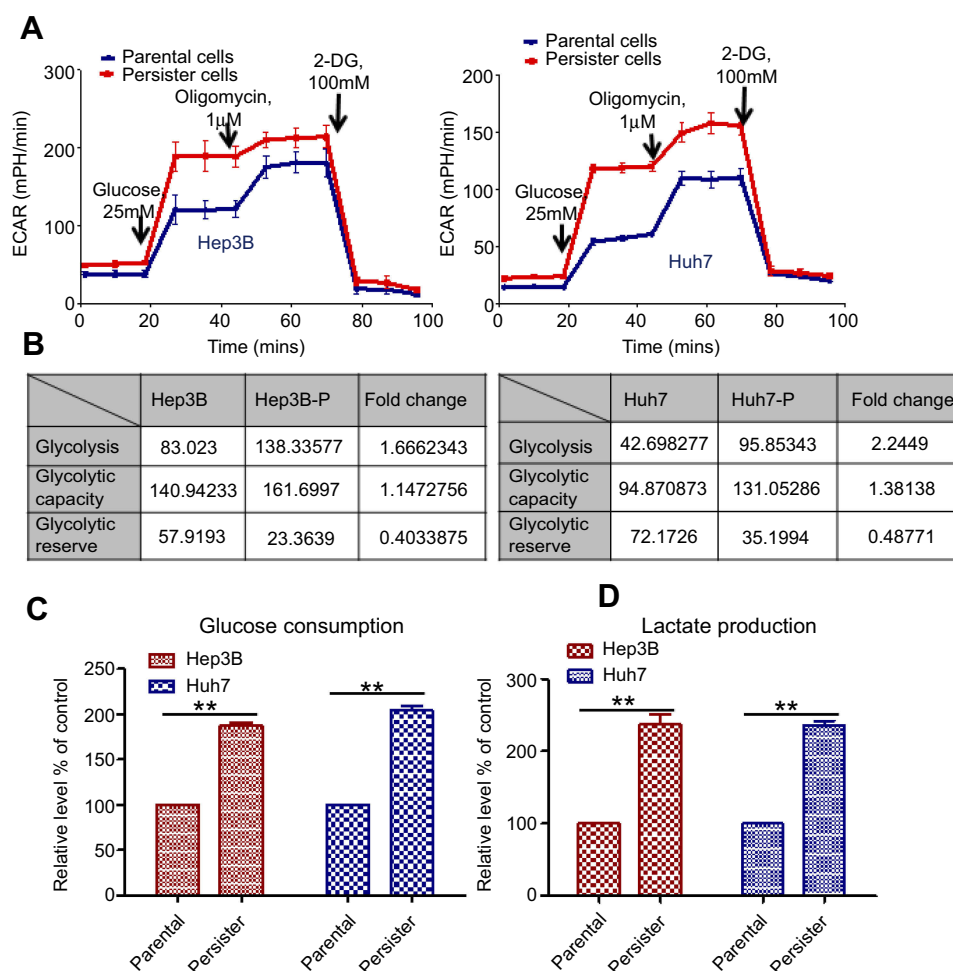 A
Parental cells
Persister cells
2-DG,
100mM
Oligomycin,
1µM
Glucose
25mM
Hep3B
ECAR (mPH/min)
300
200
100
0
0 20 40 60 80 100
Time (mins)
Parental cells
Persister cells
2-DG,
100mM
Oligomycin,
1µM
Glucose
25mM
Huh7
ECAR (mPH/min)
200
150
100
50
0
0 20 40 60 80 100
Time (mins)
B
Hep3B Hep3B-P Fold change
Glycolysis 83.023 138.33577 1.6662343
Glycolytic
capacity 140.94233 161.6997 1.1472756
Glycolytic
reserve 57.9193 23.3639 0.4033875
Huh7 Huh7-P Fold change
Glycolysis 42.698277 95.85343 2.2449
Glycolytic
capacity 94.870873 131.05286 1.38138
Glycolytic
reserve 72.1726 35.1994 0.48771
C
Glucose consumption
Hep3B
Huh7
** **
Relative level % of control
250
200
150
100
50
0
Parental Persister Parental Persister
D
Lactate production
Hep3B
Huh7
** **
Relative level % of control
300
200
100
0
Parental Persister Parental Persister